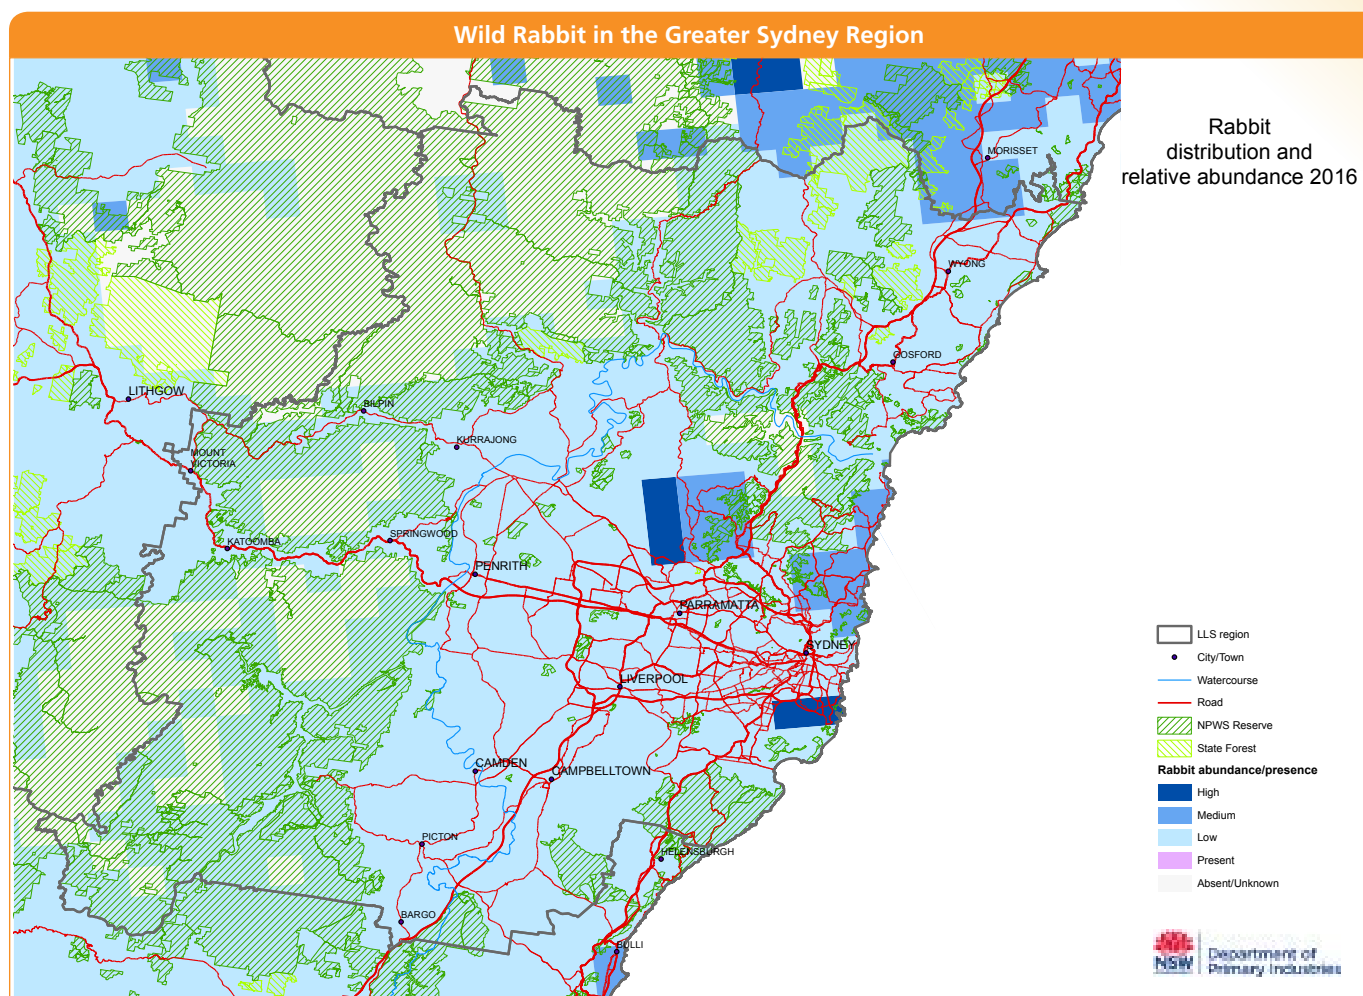 Wild Rabbit in the Greater Sydney Region
Rabbit
distribution and
relative abundance 2016
MORISSET
WYONG
GOSFORD
LITHGOW
BILPIN
KURRAJONG
MOUNT
VICTORIA
SPRINGWOOD
KATOOMBA
PENRITH
PARRAMATTA
SYDNEY
LIVERPOOL
CAMDEN
CAMPBELLTOWN
PICTON
HELENSBURGH
BARGO
BULLI
LLS region
City/Town
Watercourse
Road
NPWS Reserve
State Forest
Rabbit abundance/presence
High
Medium
Low
Present
Absent/Unknown
NSW
Department of
Primary Industries